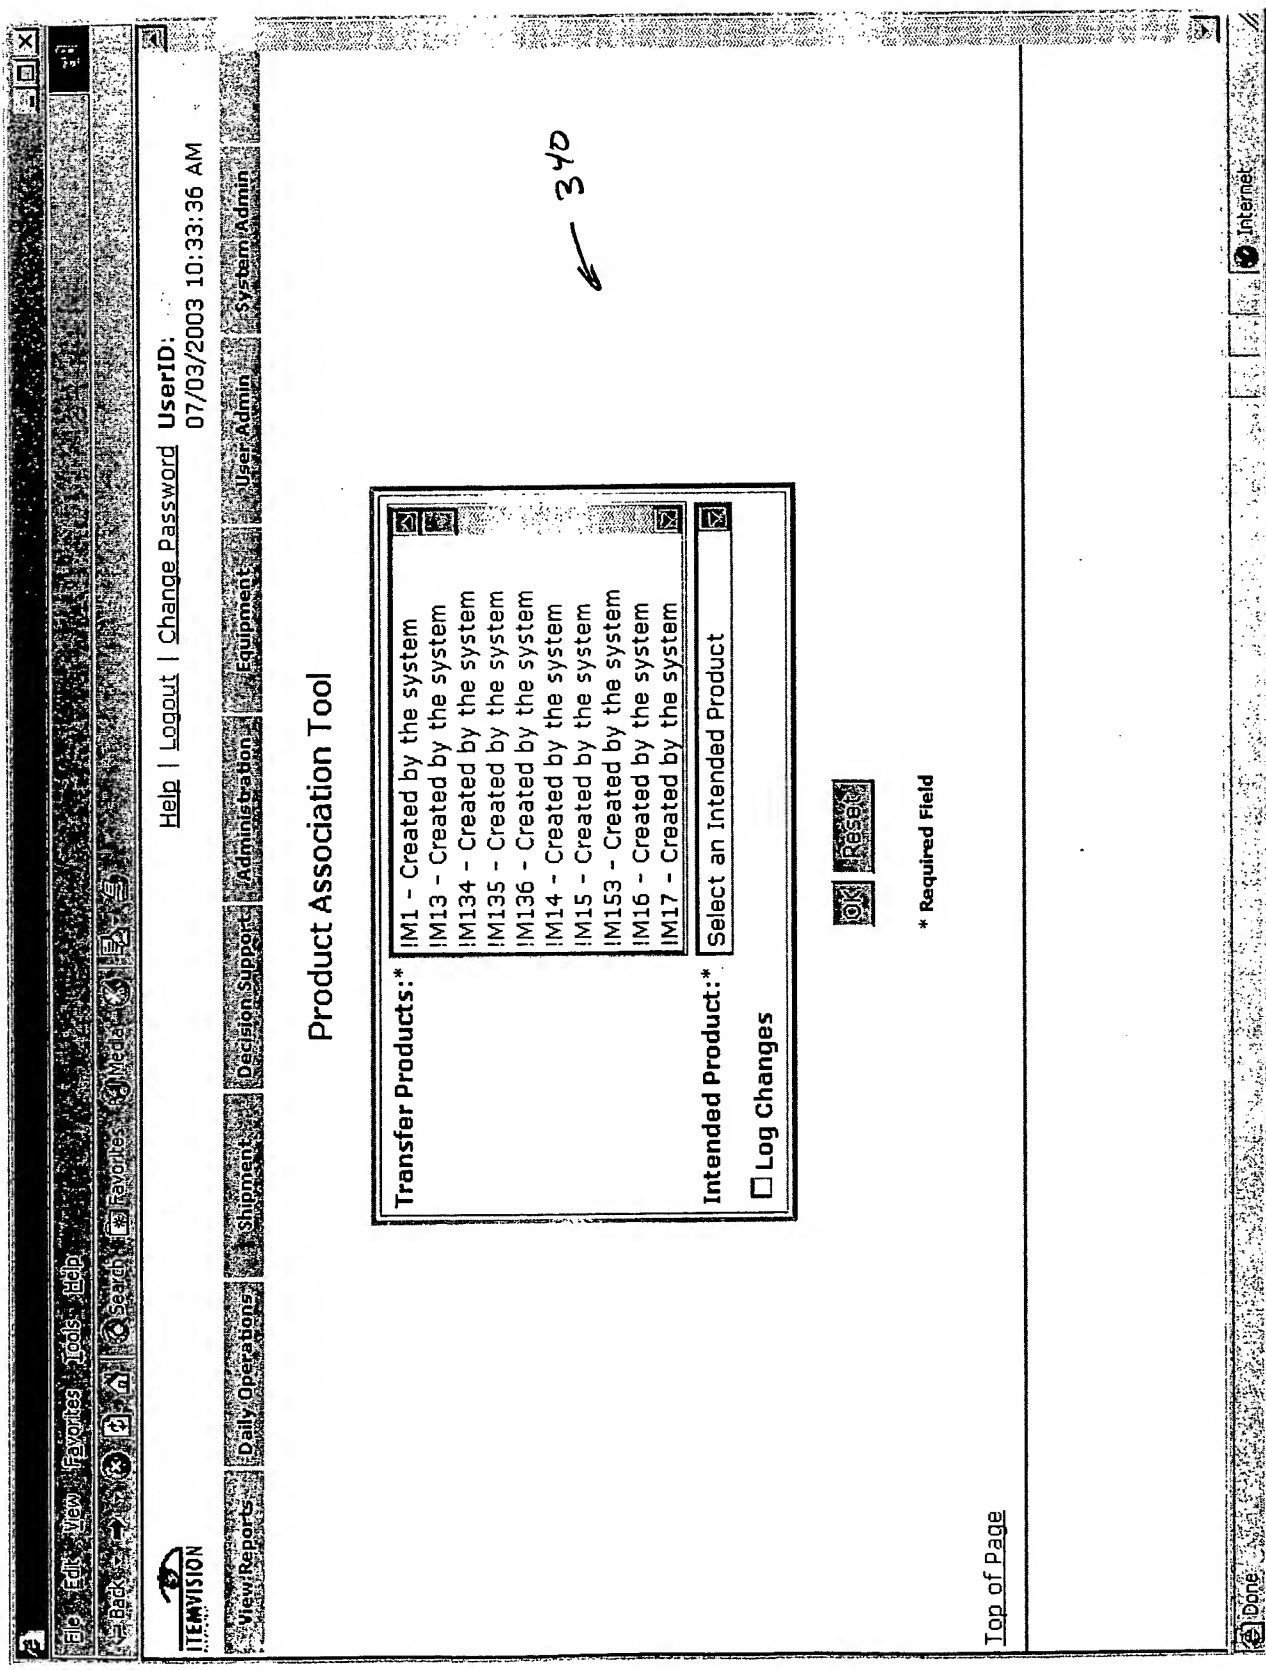 File Edit View Favorites Tools Help
Back Search Favorites Media
ITEMVISION
Help | Logout | Change Password UserID:
07/03/2003 10:33:36 AM
View Reports Daily Operations Shipment Decision Support Administration Equipment User Admin System Admin
Product Association Tool
Transfer Products:*
!M1 - Created by the system
!M13 - Created by the system
!M134 - Created by the system
!M135 - Created by the system
!M136 - Created by the system
!M14 - Created by the system
!M15 - Created by the system
!M153 - Created by the system
!M16 - Created by the system
!M17 - Created by the system
Intended Product:* Select an Intended Product
Log Changes
340
OK Reset
* Required Field
Top of Page
Done Internet